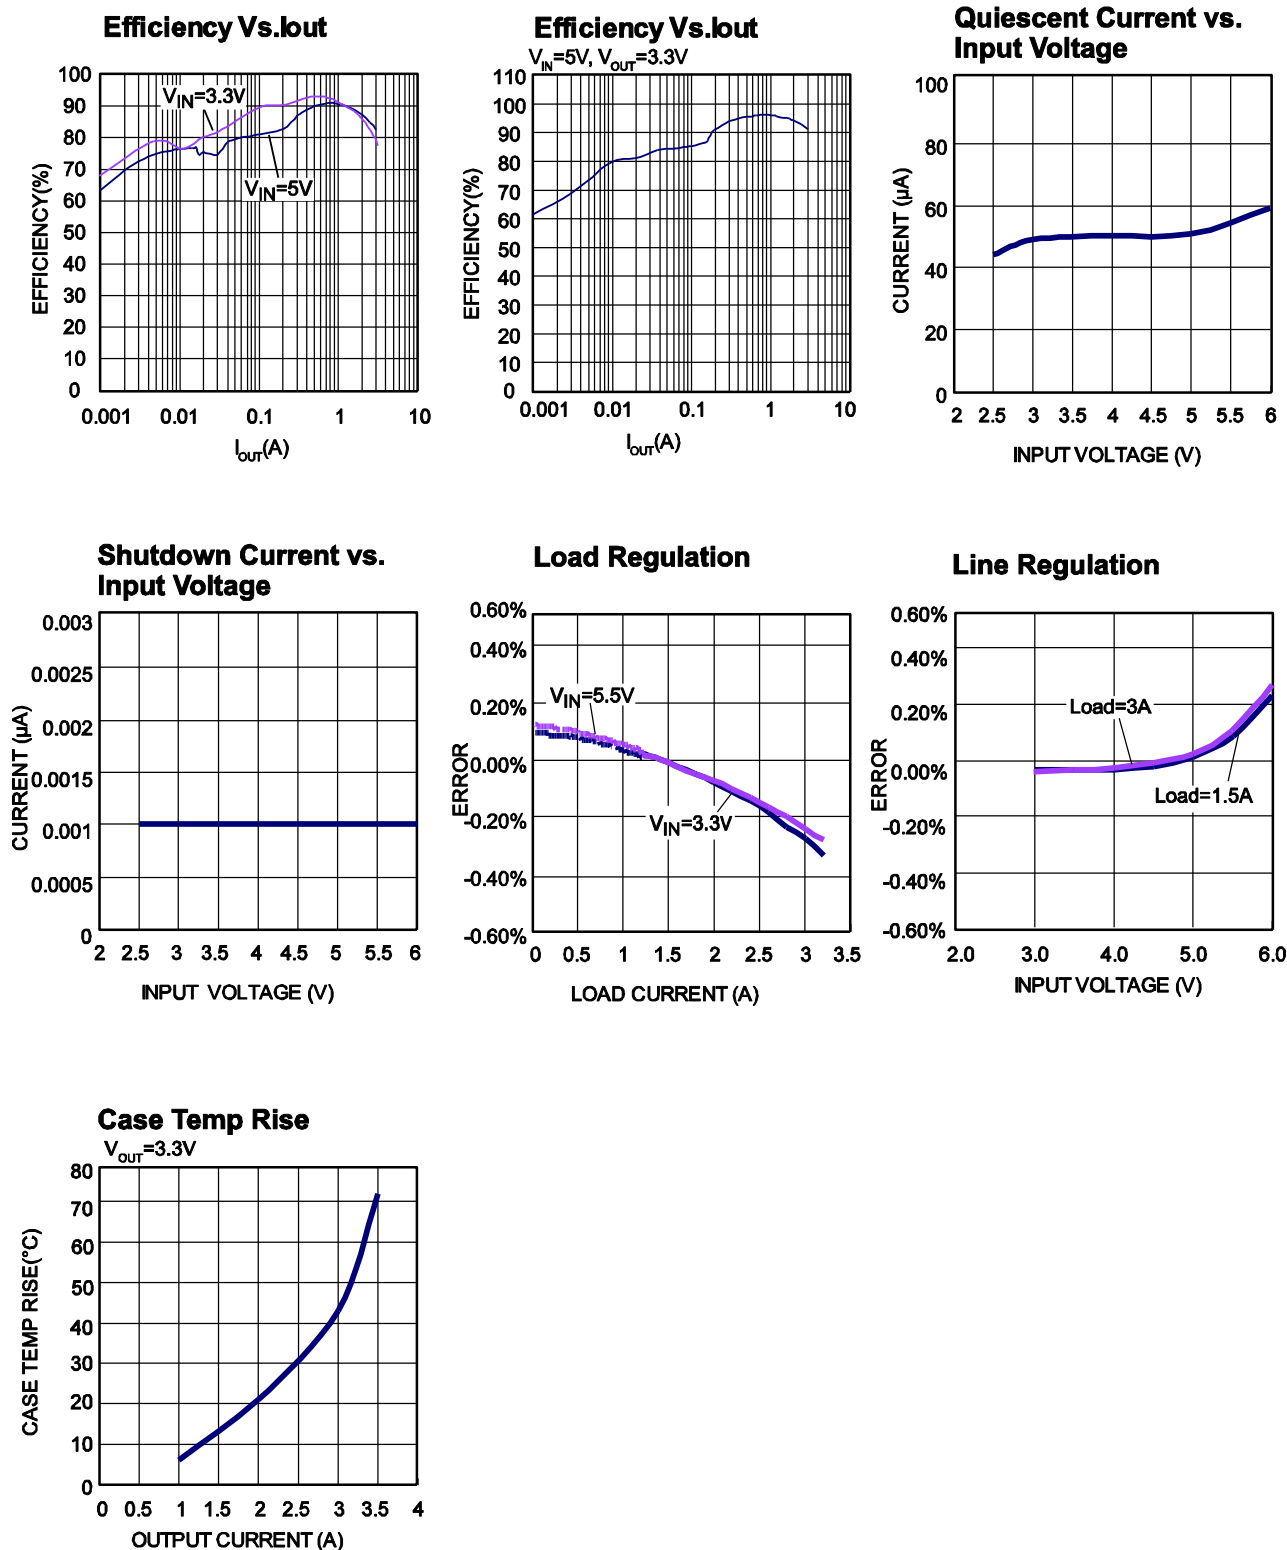 Efficiency Vs.Iout
EFFICIENCY(%)
100
90
80
70
60
50
40
30
20
10
0
VIN=3.3V
VIN=5V
0.001 0.01 0.1 1 10
IOUT(A)
Efficiency Vs.Iout
VIN=5V, VOUT=3.3V
EFFICIENCY(%)
110
100
90
80
70
60
50
40
30
20
10
0
0.001 0.01 0.1 1 10
IOUT(A)
Quiescent Current vs.
Input Voltage
CURRENT (µA)
100
80
60
40
20
0
2 2.5 3 3.5 4 4.5 5 5.5 6
INPUT VOLTAGE (V)
Shutdown Current vs.
Input Voltage
CURRENT (µA)
0.003
0.0025
0.002
0.0015
0.001
0.0005
0
2 2.5 3 3.5 4 4.5 5 5.5 6
INPUT VOLTAGE (V)
Load Regulation
ERROR
0.60%
0.40%
0.20%
0.00%
-0.20%
-0.40%
-0.60%
VIN=5.5V
VIN=3.3V
0 0.5 1 1.5 2 2.5 3 3.5
LOAD CURRENT (A)
Line Regulation
ERROR
0.60%
0.40%
0.20%
0.00%
-0.20%
-0.40%
-0.60%
Load=3A
Load=1.5A
2.0 3.0 4.0 5.0 6.0
INPUT VOLTAGE (V)
Case Temp Rise
VOUT=3.3V
CASE TEMP RISE(°C)
80
70
60
50
40
30
20
10
0
0 0.5 1 1.5 2 2.5 3 3.5 4
OUTPUT CURRENT (A)